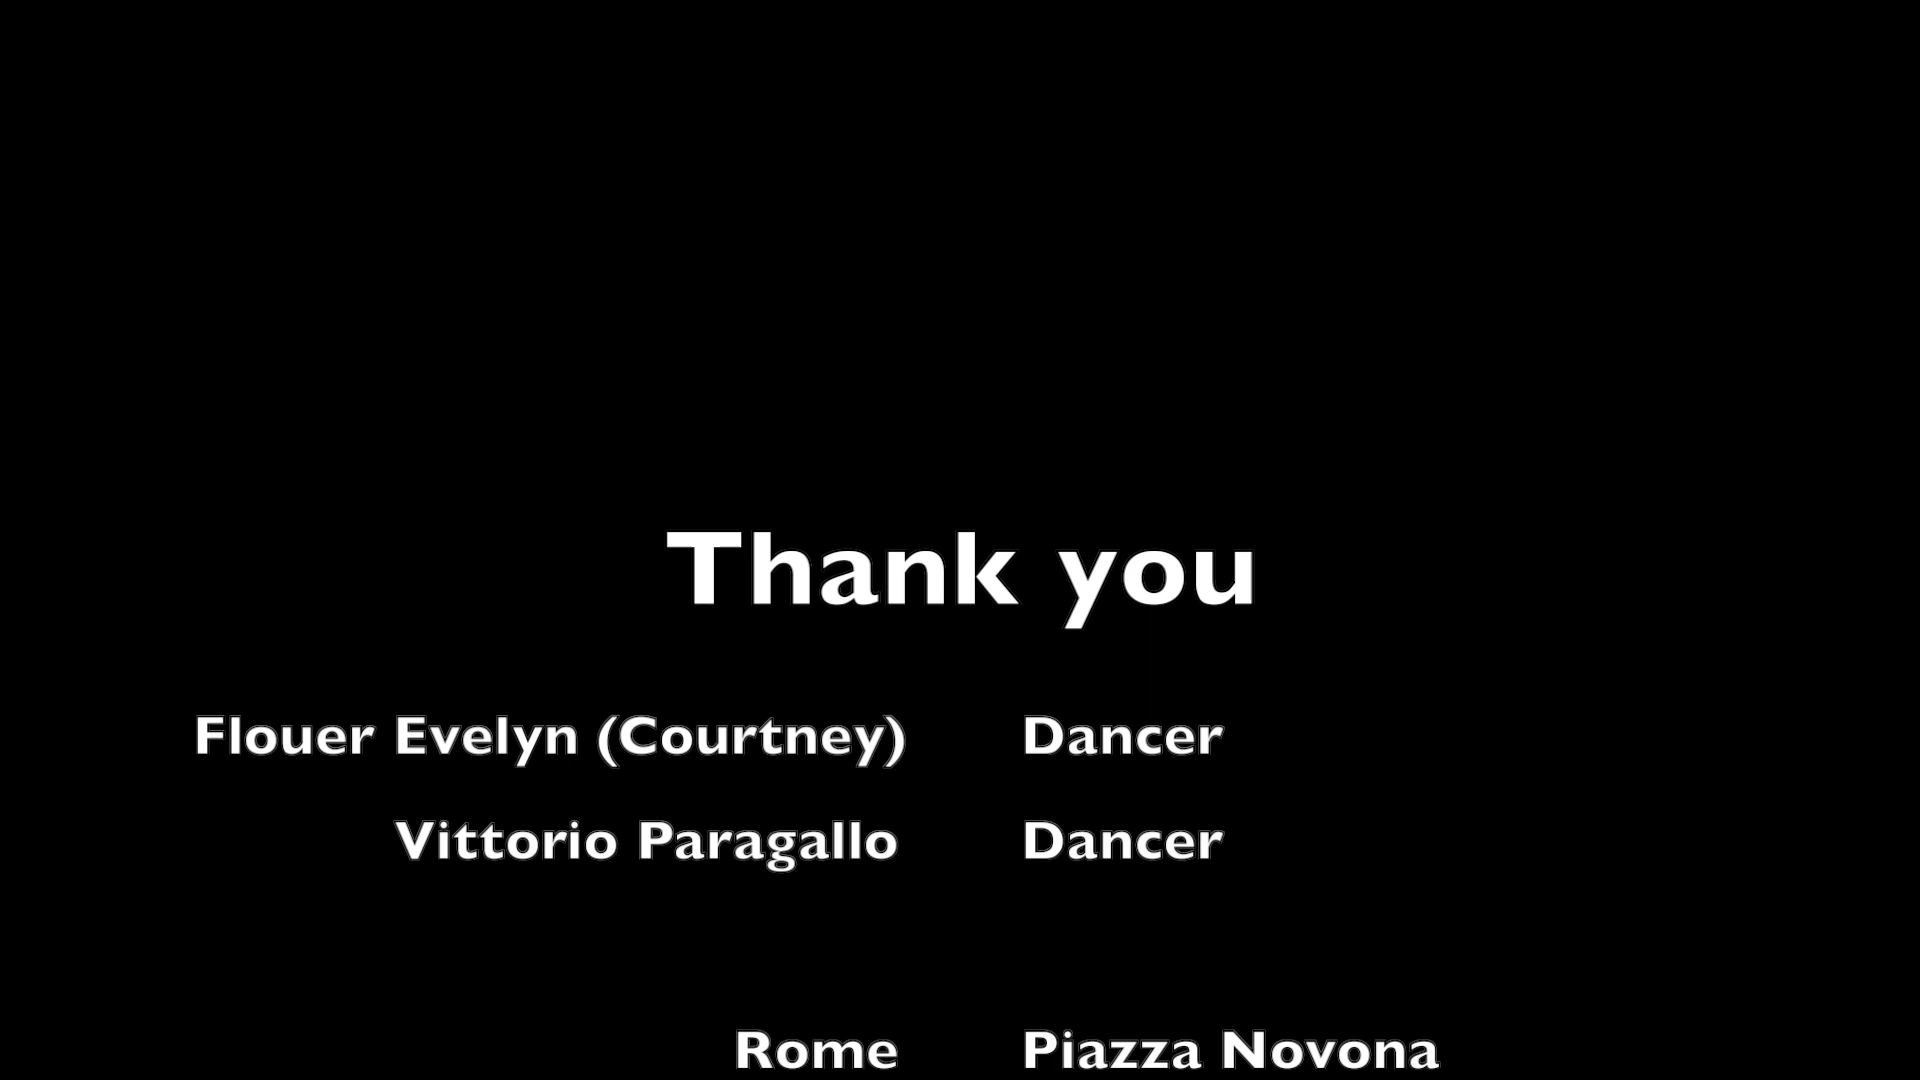 Thank you
Flouer Evelyn (Courtney) Dancer
Vittorio Paragallo Dancer
Rome Piazza Novona